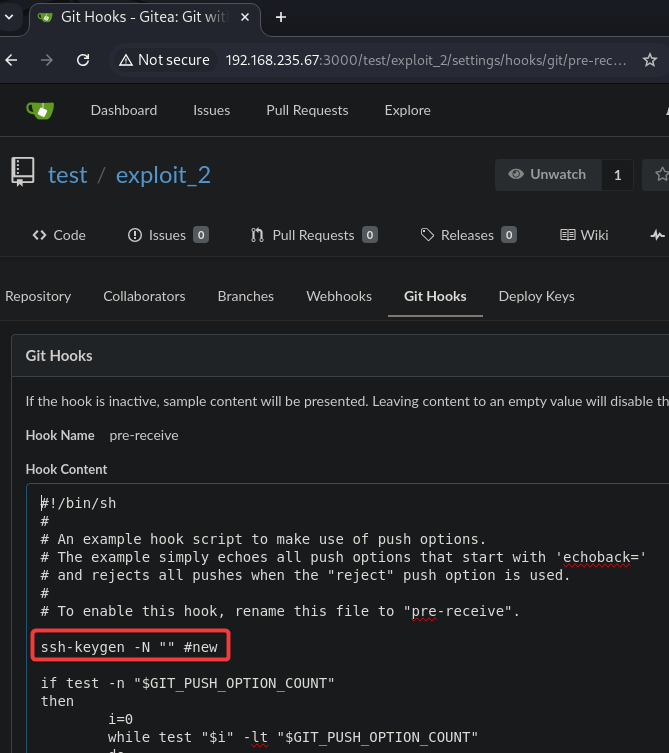 Git Hooks - Gitea: Git with
Not secure 192.168.235.67:3000/test/exploit_2/settings/hooks/git/pre-rec...
Dashboard Issues Pull Requests Explore
test / exploit_2 Unwatch 1
Code Issues 0 Pull Requests 0 Releases 0 Wiki
Repository Collaborators Branches Webhooks Git Hooks Deploy Keys
Git Hooks
If the hook is inactive, sample content will be presented. Leaving content to an empty value will disable
Hook Name pre-receive
Hook Content
#!/bin/sh
#
# An example hook script to make use of push options.
# The example simply echoes all push options that start with 'echoback='
# and rejects all pushes when the "reject" push option is used.
#
# To enable this hook, rename this file to "pre-receive".
ssh-keygen -N "" #new
if test -n "$GIT_PUSH_OPTION_COUNT"
then
i=0
while test "$i" -lt "$GIT_PUSH_OPTION_COUNT"